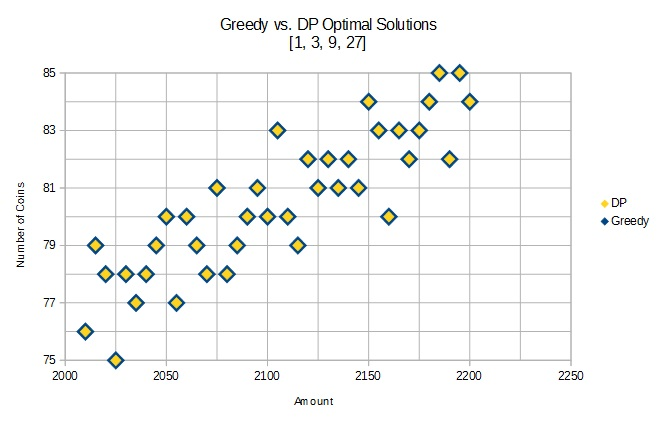 Greedy vs. DP Optimal Solutions
[1, 3, 9, 27]
85
83
81
79
77
75
Number of Coins
2000 2050 2100 2150 2200 2250
Amount
DP
Greedy